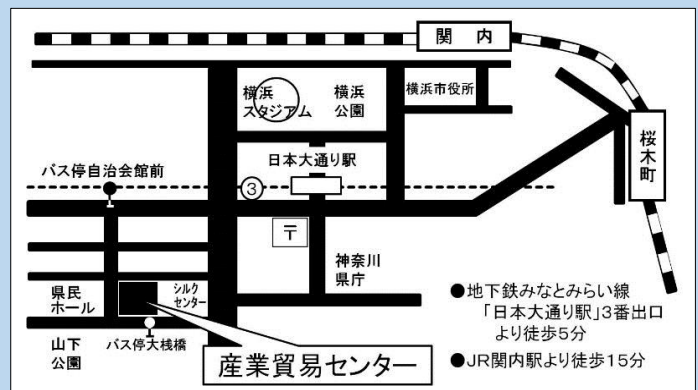 関 内
横浜
スタジアム
横浜
公園
横浜市役所
桜木町
日本大通り駅
バス停自治会館前
③
〒
神奈川
県庁
県民
ホール
シルク
センター
山下
公園
バス停大桟橋
産業貿易センター
●地下鉄みなとみらい線
「日本大通り駅」3番出口
より徒歩5分
●JR関内駅より徒歩15分